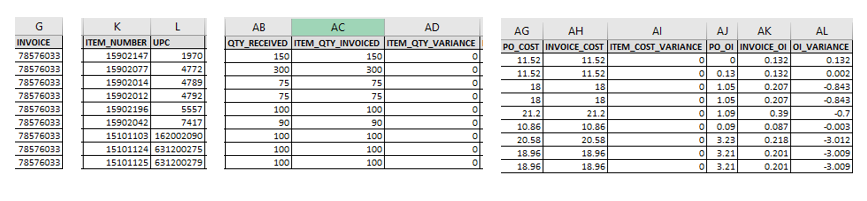 G K L AB AC AD AG AH AI AJ AK AL
INVOICE ITEM_NUMBER UPC QTY_RECEIVED ITEM_QTY_INVOICED ITEM_QTY_VARIANCE PO_COST INVOICE_COST ITEM_COST_VARIANCE PO_OI INVOICE_OI OI_VARIANCE
78576033 15902147 1970 150 150 0 11.52 11.52 0 0 0.132 0.132
78576033 15902077 4772 300 300 0 11.52 11.52 0 0.13 0.132 0.002
78576033 15902014 4789 75 75 0 18 18 0 1.05 0.207 -0.843
78576033 15902012 4792 75 75 0 18 18 0 1.05 0.207 -0.843
78576033 15902196 5557 100 100 0 21.2 21.2 0 1.09 0.39 -0.7
78576033 15902042 7417 90 90 0 10.86 10.86 0 0.09 0.087 -0.003
78576033 15101103 162002090 100 100 0 20.58 20.58 0 3.23 0.218 -3.012
78576033 15101124 631200275 100 100 0 18.96 18.96 0 3.21 0.201 -3.009
78576033 15101125 631200279 100 100 0 18.96 18.96 0 3.21 0.201 -3.009